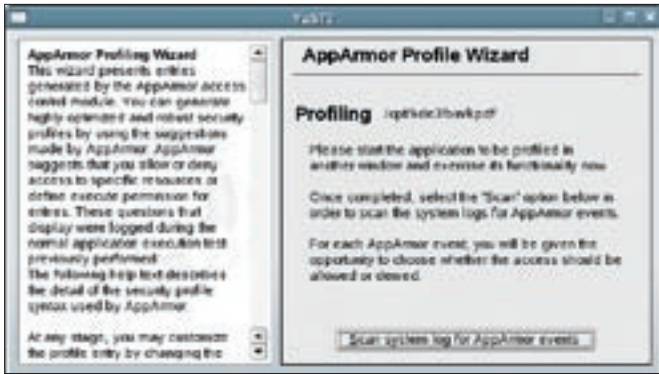 YaST2
AppArmor Profiling Wizard
This wizard presents entries
generated by the AppArmor access
control module. You can generate
highly optimized and robust security
profiles by using the suggestions
made by AppArmor. AppArmor
suggests that you allow or deny
access to specific resources or
define execute permission for
entries. These questions that
display were logged during the
normal application execution test
previously performed.
The following help text describes
the detail of the security profile
syntax used by AppArmor.
At any stage, you may customize
the profile entry by changing the
AppArmor Profile Wizard
Profiling
Please start the application to be profiled in
another window and exercise its functionality now.
Once completed, select the "Scan" option below in
order to scan the system logs for AppArmor events.
For each AppArmor event, you will be given the
opportunity to choose whether the access should be
allowed or denied.
Scan system log for AppArmor events